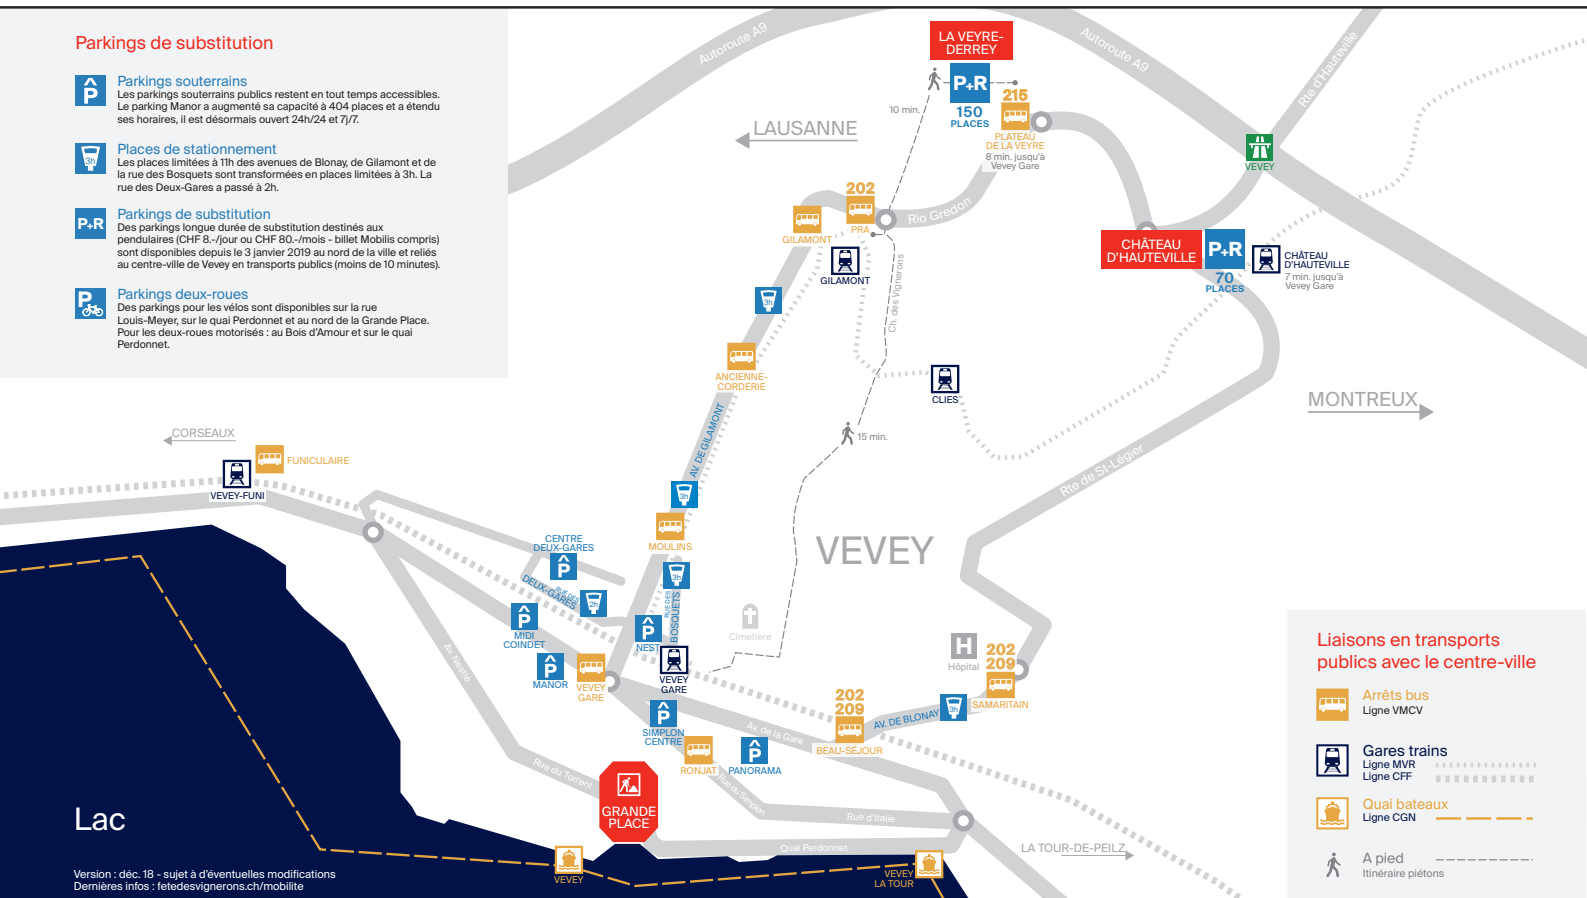 Parkings de substitution
P
Parkings souterrains
Les parkings souterrains publics restent en tout temps accessibles.
Le parking Manor a augmenté sa capacité à 404 places et a étendu
ses horaires, il est désormais ouvert 24h/24 et 7j/7.
3h
Places de stationnement
Les places limitées à 11h des avenues de Blonay, de Gilamont et de
la rue des Bosquets sont transformées en places limitées à 3h. La
rue des Deux-Gares a passé à 2h.
P+R
Parkings de substitution
Des parkings longue durée de substitution destinés aux
pendulaires (CHF 8.-/jour ou CHF 80.-/mois - billet Mobilis compris)
sont disponibles depuis le 3 janvier 2019 au nord de la ville et reliés
au centre-ville de Vevey en transports publics (moins de 10 minutes).
P
Parkings deux-roues
Des parkings pour les vélos sont disponibles sur la rue
Louis-Meyer, sur le quai Perdonnet et au nord de la Grande Place.
Pour les deux-roues motorisés : au Bois d'Amour et sur le quai
Perdonnet.
Autoroute A9
LA VEYRE-
DERREY
P+R
150
PLACES
10 min.
215
PLATEAU
DE LA VEYRE
8 min. jusqu'à
Vevey Gare
Autoroute A9
Rte d'Hauteville
VEVEY
LAUSANNE
202
PRA
GILAMONT
GILAMONT
Rio Gredon
Ch. des Vignerons
CHÂTEAU
D'HAUTEVILLE
P+R
70
PLACES
CHÂTEAU
D'HAUTEVILLE
7 min. jusqu'à
Vevey Gare
3h
ANCIENNE-
CORDERIE
CLIES
MONTREUX
AV. DE GILAMONT
15 min.
CORSEAUX
FUNICULAIRE
VEVEY-FUNI
Rte de St-Légier
3h
MOULINS
VEVEY
CENTRE
DEUX-GARES
P
RUE DES
DEUX-GARES
2h
3h
RUE DES
BOSQUETS
P
MIDI
COINDET
P
NEST
Cimetière
P
MANOR
VEVEY
GARE
VEVEY
GARE
H
Hôpital
202
209
SAMARITAIN
3h
AV. DE BLONAY
202
209
BEAU-SÉJOUR
Av. Nestlé
P
SIMPLON
CENTRE
Av. de la Gare
RONJAT
P
PANORAMA
Rue du Torrent
Rue du Simplon
GRANDE
PLACE
Rue d'Italie
Quai Perdonnet
LA TOUR-DE-PEILZ
VEVEY
VEVEY
LA TOUR
Lac
Version : déc. 18 - sujet à d'éventuelles modifications
Dernières infos : fetedesvignerons.ch/mobilite
Liaisons en transports
publics avec le centre-ville
Arrêts bus
Ligne VMCV
Gares trains
Ligne MVR
Ligne CFF
Quai bateaux
Ligne CGN
A pied
Itinéraire piétons